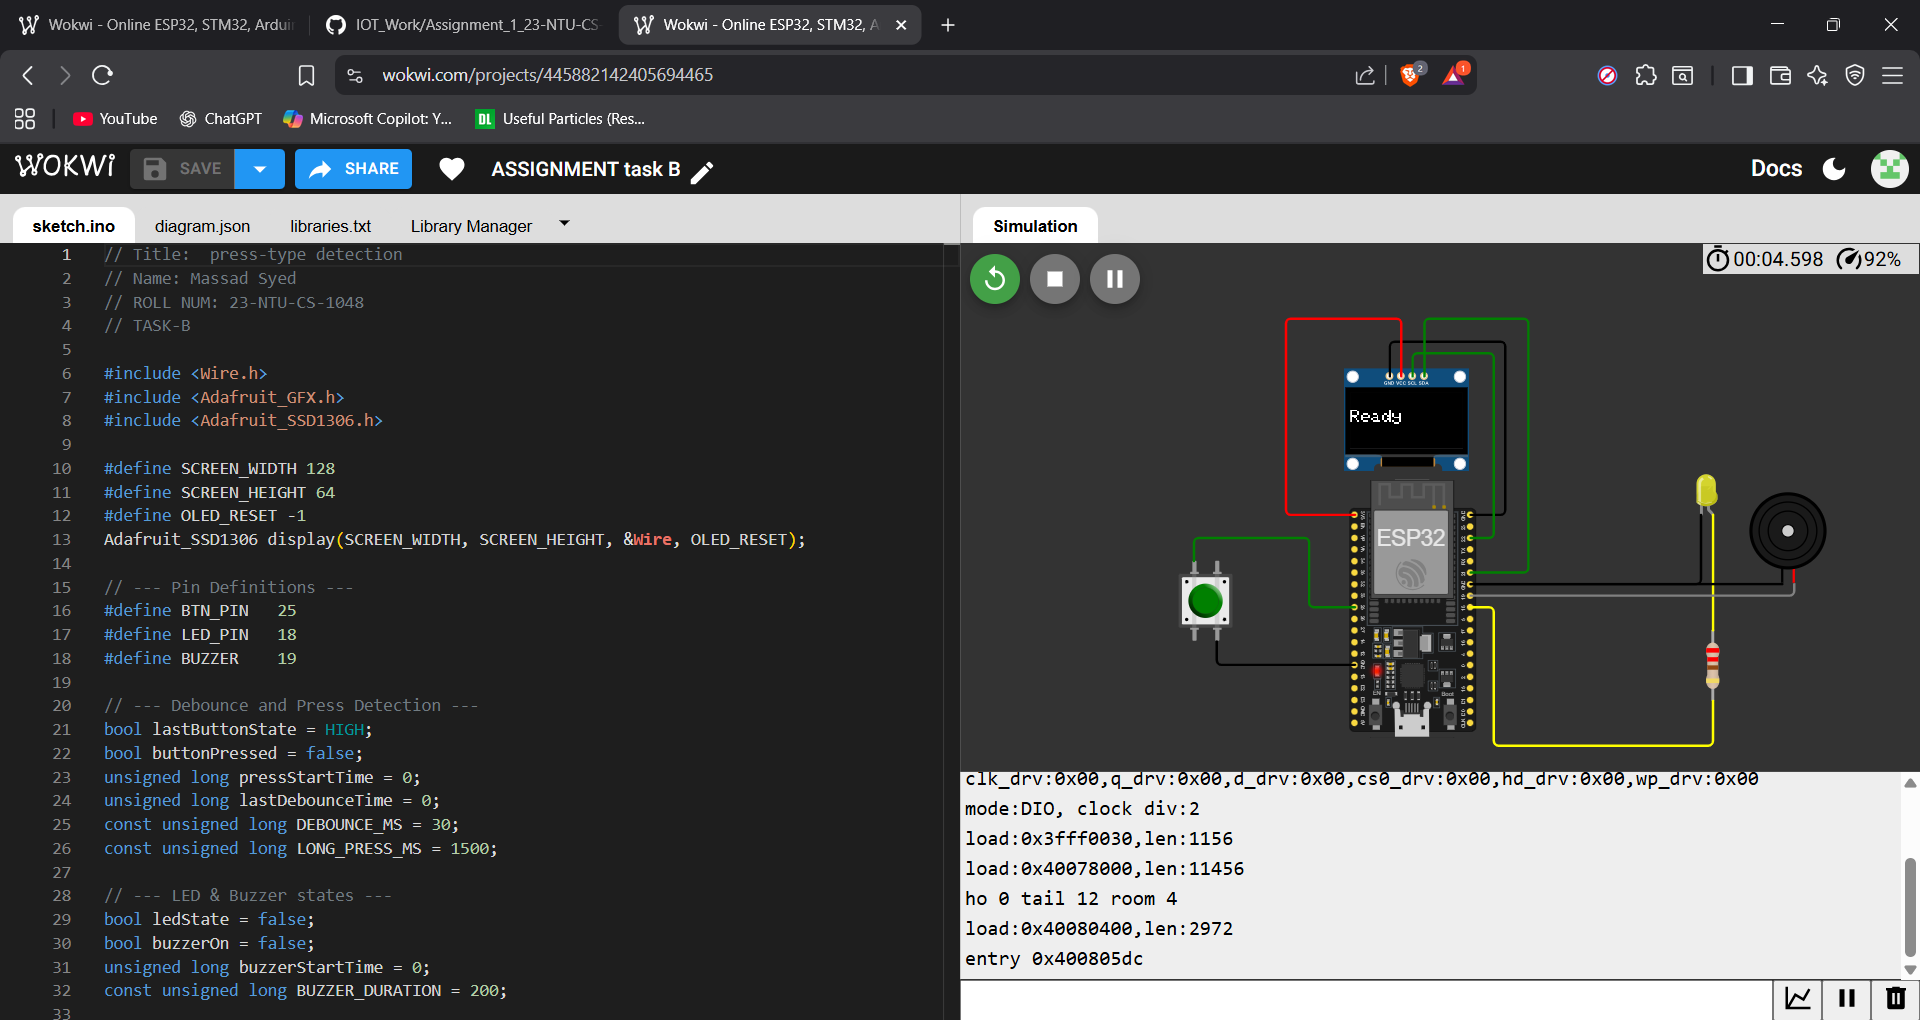 Wokwi - Online ESP32, STM32, Ardui
IOT_Work/Assignment_1_23-NTU-CS-
Wokwi - Online ESP32, STM32, A
wokwi.com/projects/445882142405694465
2
1
YouTube
ChatGPT
Microsoft Copilot: Y...
DL
Useful Particles (Res...
WOKWi
SAVE
SHARE
ASSIGNMENT task B
Docs
sketch.ino
diagram.json
libraries.txt
Library Manager
1 // Title:  press-type detection
2 // Name: Massad Syed
3 // ROLL NUM: 23-NTU-CS-1048
4 // TASK-B
5
6 #include <Wire.h>
7 #include <Adafruit_GFX.h>
8 #include <Adafruit_SSD1306.h>
9
10 #define SCREEN_WIDTH 128
11 #define SCREEN_HEIGHT 64
12 #define OLED_RESET -1
13 Adafruit_SSD1306 display(SCREEN_WIDTH, SCREEN_HEIGHT, &Wire, OLED_RESET);
14
15 // --- Pin Definitions ---
16 #define BTN_PIN   25
17 #define LED_PIN   18
18 #define BUZZER    19
19
20 // --- Debounce and Press Detection ---
21 bool lastButtonState = HIGH;
22 bool buttonPressed = false;
23 unsigned long pressStartTime = 0;
24 unsigned long lastDebounceTime = 0;
25 const unsigned long DEBOUNCE_MS = 30;
26 const unsigned long LONG_PRESS_MS = 1500;
27
28 // --- LED & Buzzer states ---
29 bool ledState = false;
30 bool buzzerOn = false;
31 unsigned long buzzerStartTime = 0;
32 const unsigned long BUZZER_DURATION = 200;
33
Simulation
00:04.598 92%
GND VCC SCL SDA
Ready
ESP32
EN
Boot
clk_drv:0x00,q_drv:0x00,d_drv:0x00,cs0_drv:0x00,hd_drv:0x00,wp_drv:0x00
mode:DIO, clock div:2
load:0x3fff0030,len:1156
load:0x40078000,len:11456
ho 0 tail 12 room 4
load:0x40080400,len:2972
entry 0x400805dc